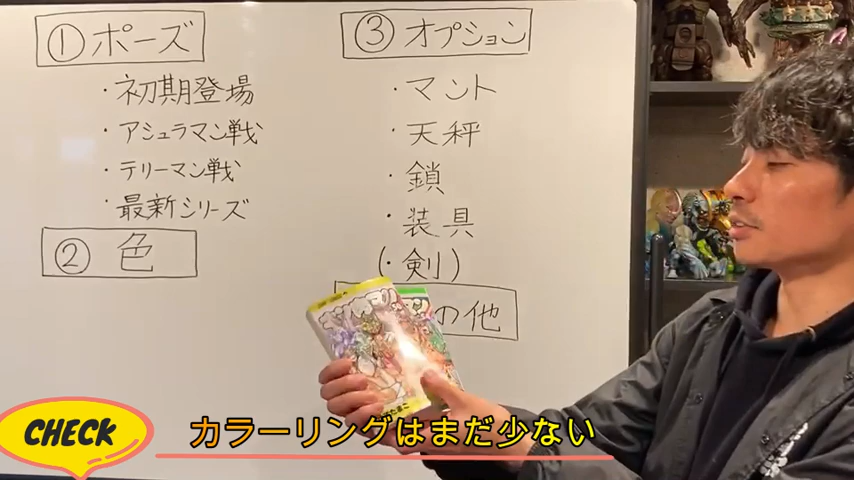 ① ポーズ
・初期登場
・アシュラマン戦
・テリーマン戦
・最新シリーズ
② 色
③ オプション
・マント
・天秤
・鎖
・装具
(・剣)
の他
CHECK
カラーリングはまだ少ない